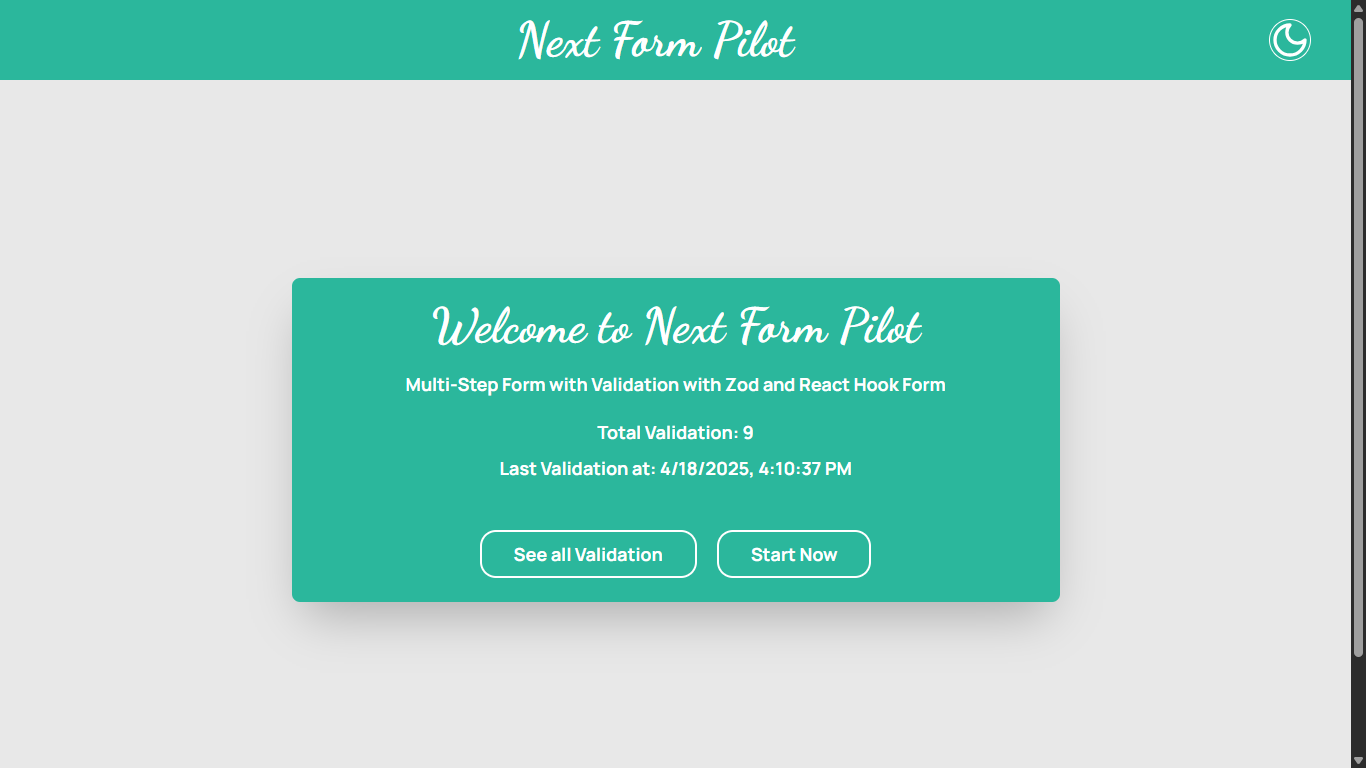 Next Form Pilot
Welcome to Next Form Pilot
Multi-Step Form with Validation with Zod and React Hook Form
Total Validation: 9
Last Validation at: 4/18/2025, 4:10:37 PM
See all Validation
Start Now